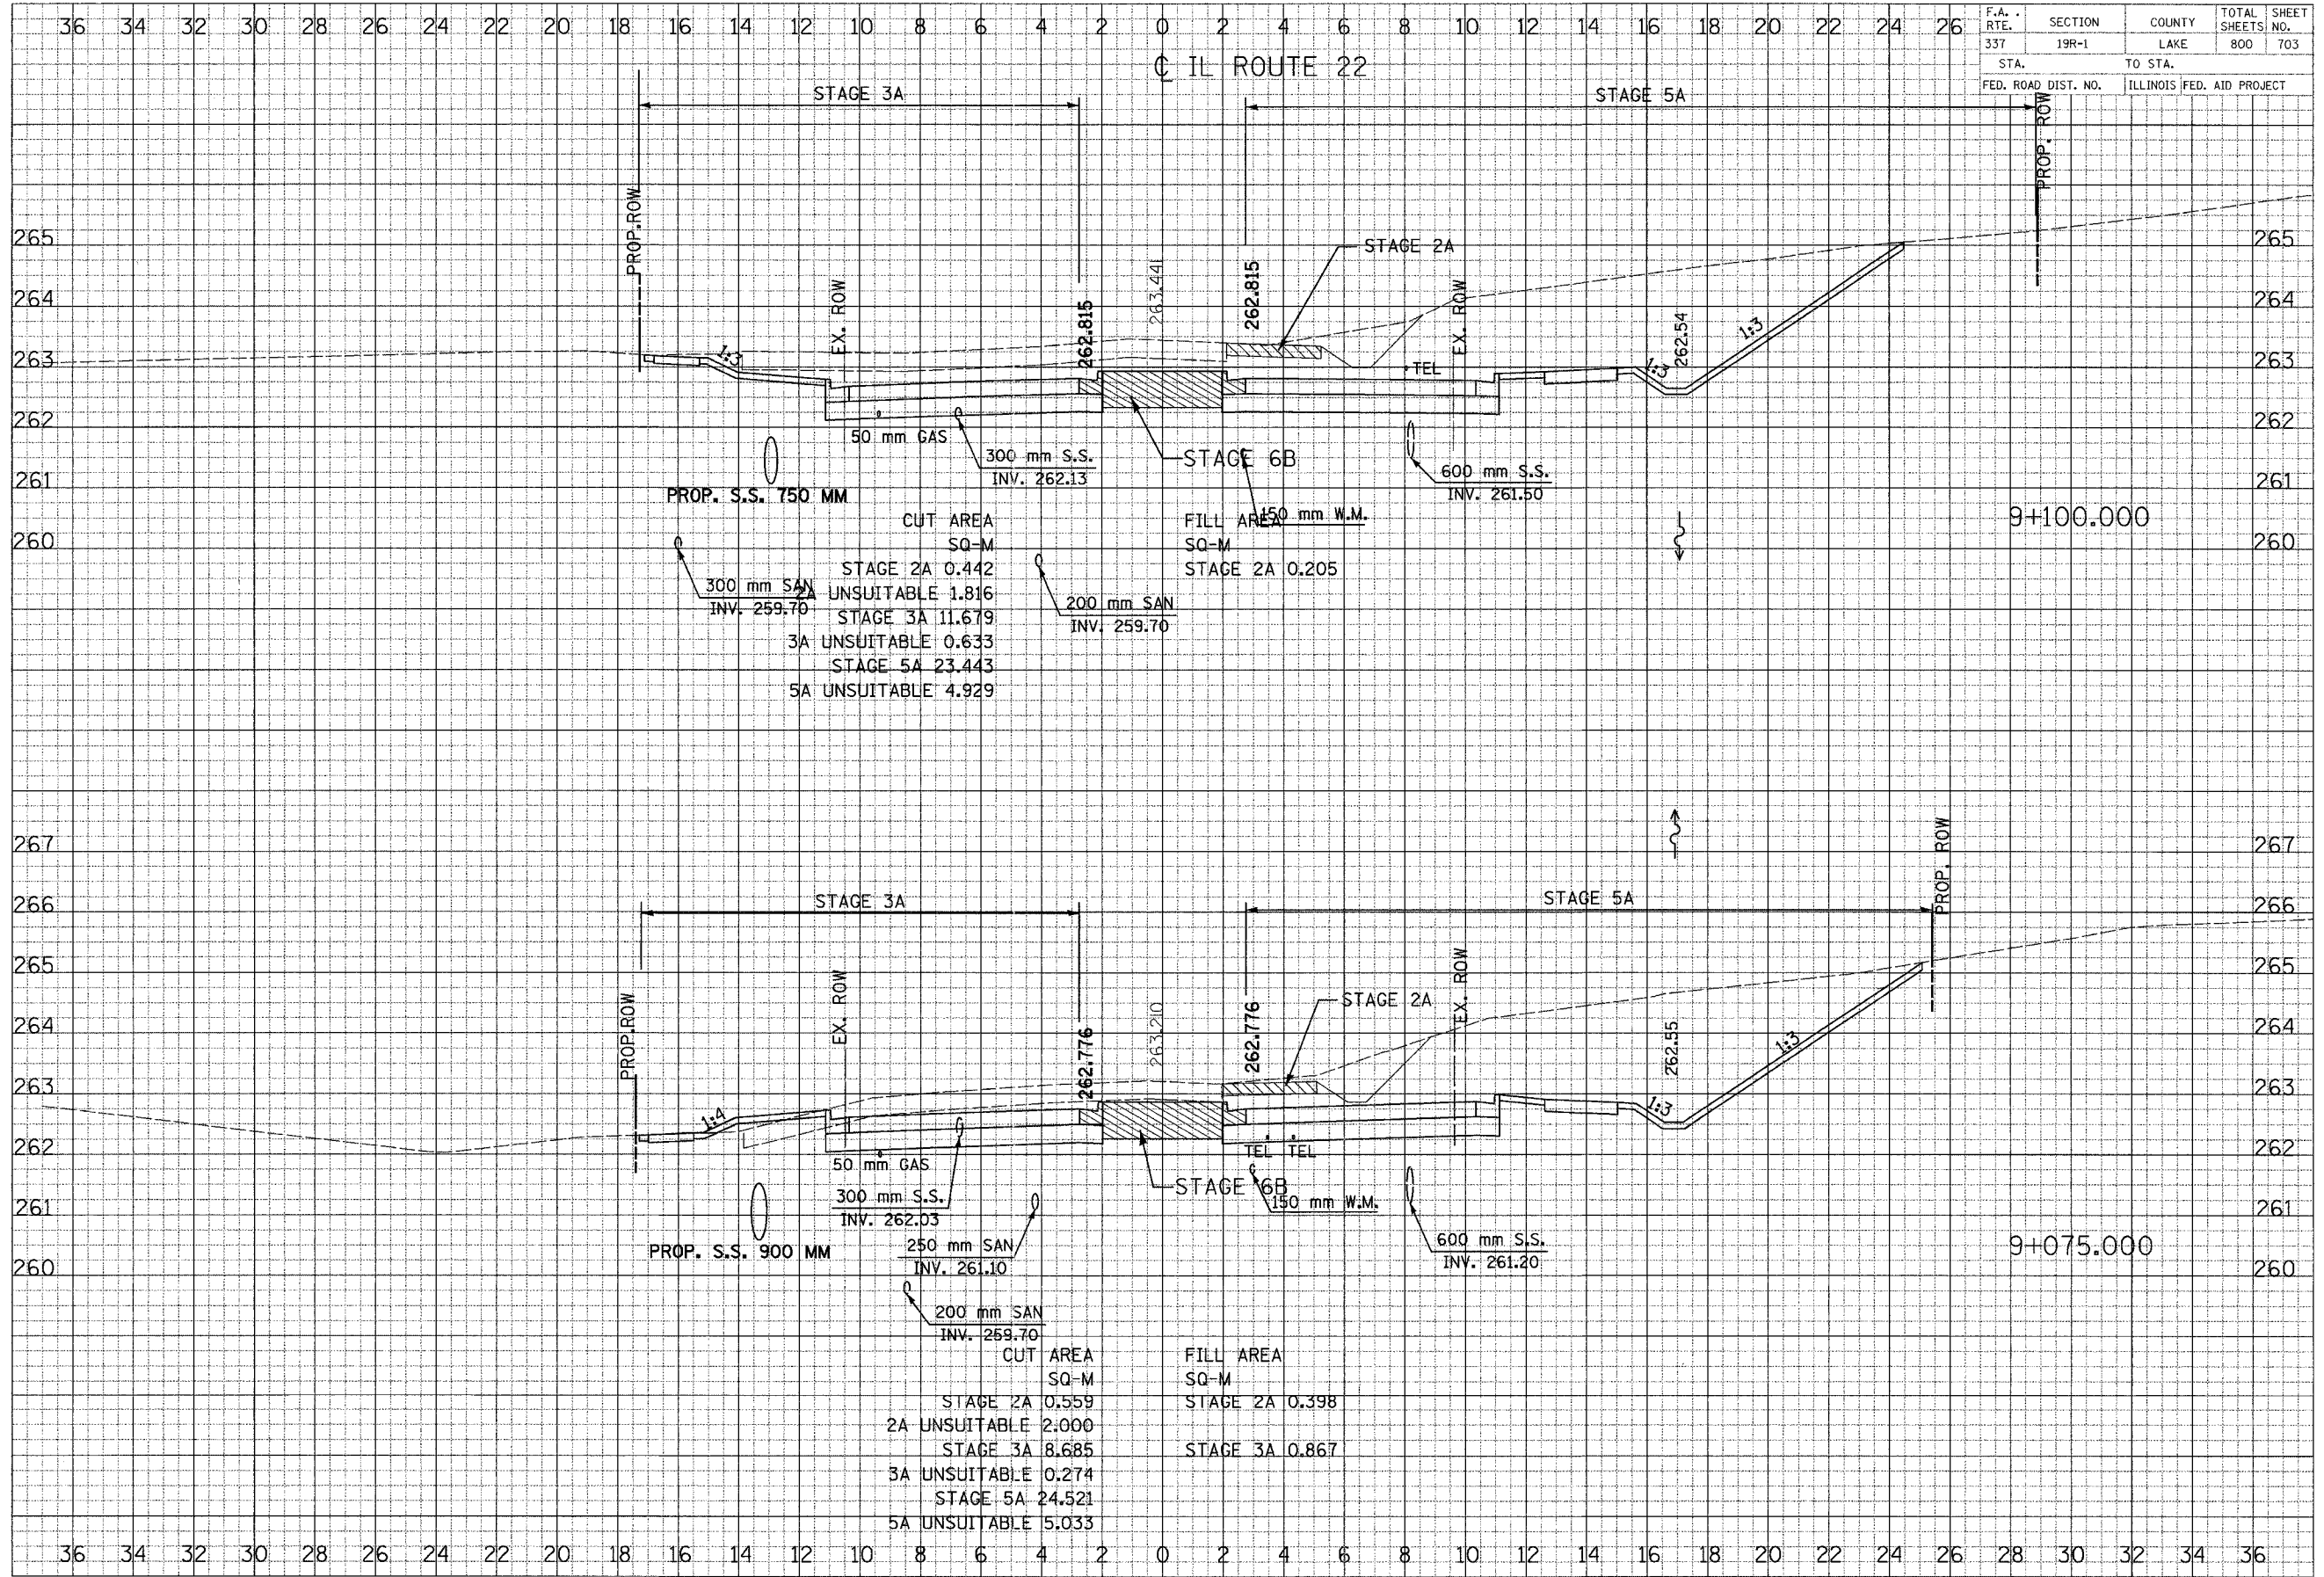 36 34 32 30 28 26 24 22 20 18 16 14 12 10 8 6 4 2 0 2 4 6 8 10 12 14 16 18 20 22 24 26
F.A. RTE. SECTION COUNTY TOTAL SHEETS SHEET NO.
337 19R-1 LAKE 800 703
STA. TO STA.
FED. ROAD DIST. NO. ILLINOIS FED. AID PROJECT
℄ IL ROUTE 22
STAGE 3A
STAGE 5A
PROP. ROW
PROP.ROW
265
265
STAGE 2A
264
264
EX. ROW
262.815
263.441
262.815
EX. ROW
262.54
263
263
1:3
TEL
1:3
1:3
262
262
50 mm GAS
300 mm S.S.
INV. 262.13
STAGE 6B
600 mm S.S.
INV. 261.50
261
261
PROP. S.S. 750 MM
150 mm W.M.
9+100.000
260
260
CUT AREA
SQ-M
STAGE 2A 0.442
2A UNSUITABLE 1.816
STAGE 3A 11.679
3A UNSUITABLE 0.633
STAGE 5A 23.443
5A UNSUITABLE 4.929
FILL AREA
SQ-M
STAGE 2A 0.205
300 mm SAN
INV. 259.70
200 mm SAN
INV. 259.70
267
267
PROP. ROW
STAGE 3A
STAGE 5A
266
266
265
265
PROP.ROW
EX. ROW
STAGE 2A
EX. ROW
264
264
262.776
263.210
262.776
262.55
1:3
263
263
1:4
1:3
262
262
50 mm GAS
TEL TEL
300 mm S.S.
INV. 262.03
STAGE 6B
150 mm W.M.
261
261
PROP. S.S. 900 MM
250 mm SAN
INV. 261.10
600 mm S.S.
INV. 261.20
9+075.000
260
260
200 mm SAN
INV. 259.70
CUT AREA
SQ-M
STAGE 2A 0.559
2A UNSUITABLE 2.000
STAGE 3A 8.685
3A UNSUITABLE 0.274
STAGE 5A 24.521
5A UNSUITABLE 5.033
FILL AREA
SQ-M
STAGE 2A 0.398
STAGE 3A 0.867
36 34 32 30 28 26 24 22 20 18 16 14 12 10 8 6 4 2 0 2 4 6 8 10 12 14 16 18 20 22 24 26 28 30 32 34 36